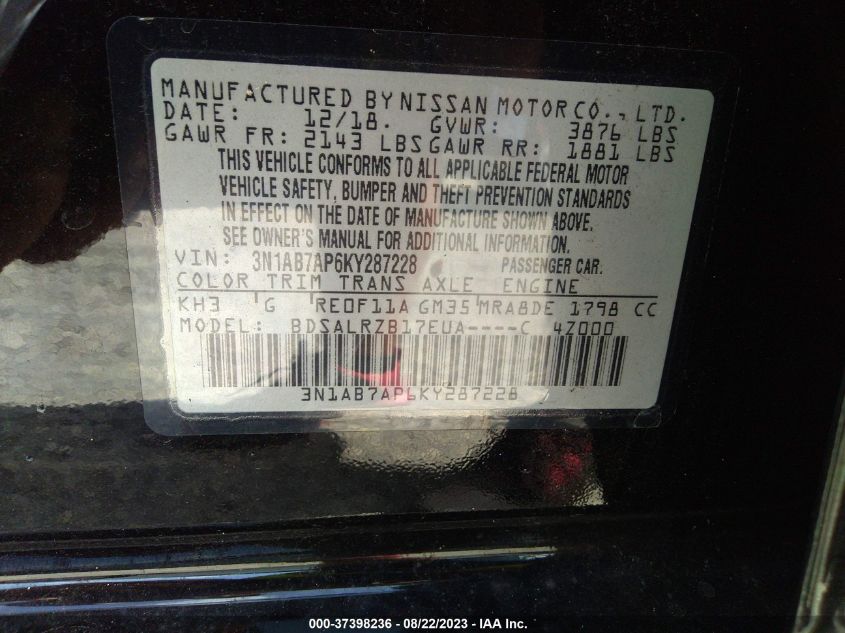 MANUFACTURED BY NISSAN MOTOR CO., LTD.
DATE: 12/18. GVWR: 3876 LBS
GAWR FR: 2143 LBS GAWR RR: 1881 LBS
THIS VEHICLE CONFORMS TO ALL APPLICABLE FEDERAL MOTOR
VEHICLE SAFETY, BUMPER AND THEFT PREVENTION STANDARDS
IN EFFECT ON THE DATE OF MANUFACTURE SHOWN ABOVE.
SEE OWNER'S MANUAL FOR ADDITIONAL INFORMATION.
VIN: 3N1AB7AP6KY287228 PASSENGER CAR.
COLOR TRIM TRANS AXLE ENGINE
KH3 G RE0F11A GM35 MRA8DE 1798 CC
MODEL: BDSALRZB17EUA----C 4Z000
3N1AB7AP6KY287228
000-37398236 - 08/22/2023 - IAA Inc.